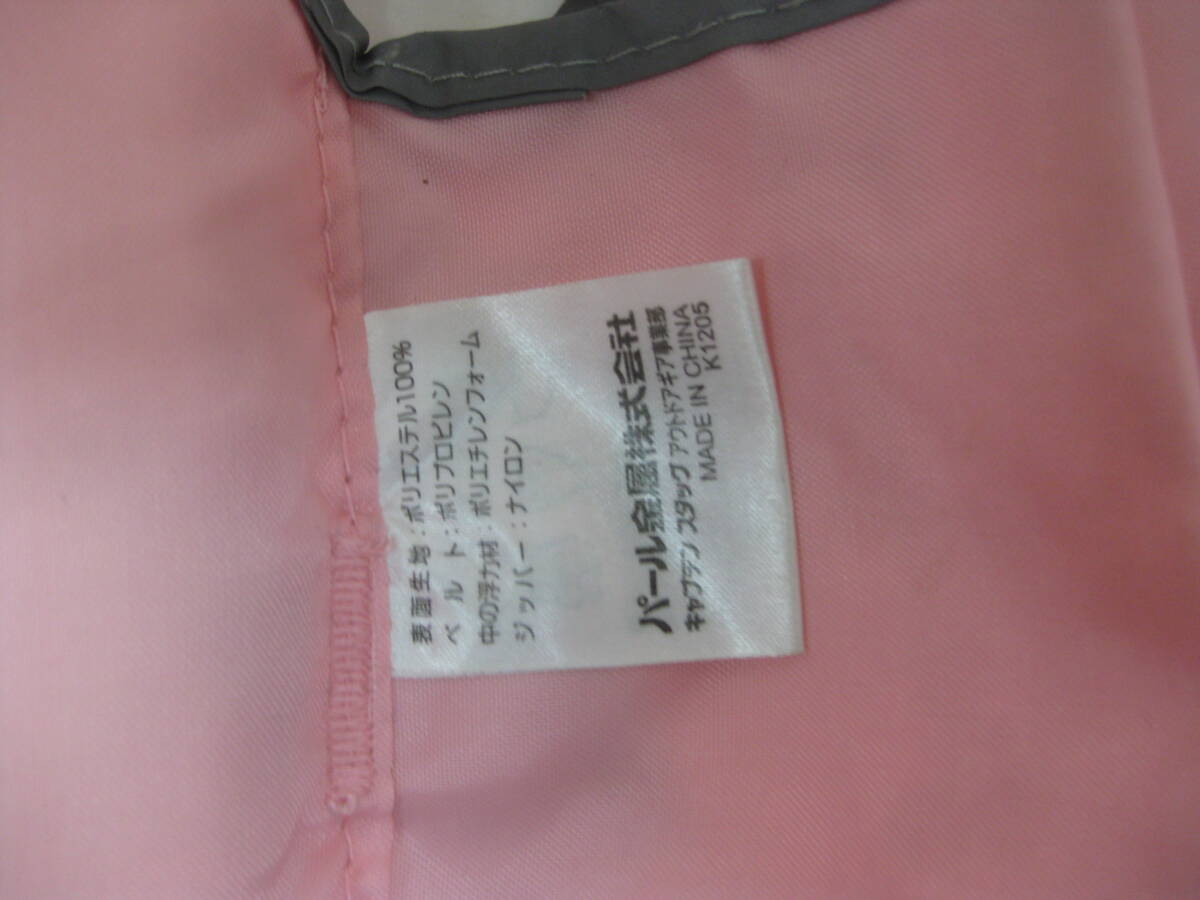 表面生地：ポリエステル100%
ベルト：ポリプロピレン
中の浮力材：ポリエチレンフォーム
ジッパー：ナイロン
パール金属株式会社
キャプテン スタッグ アウトドアギア事業部
MADE IN CHINA
K1205